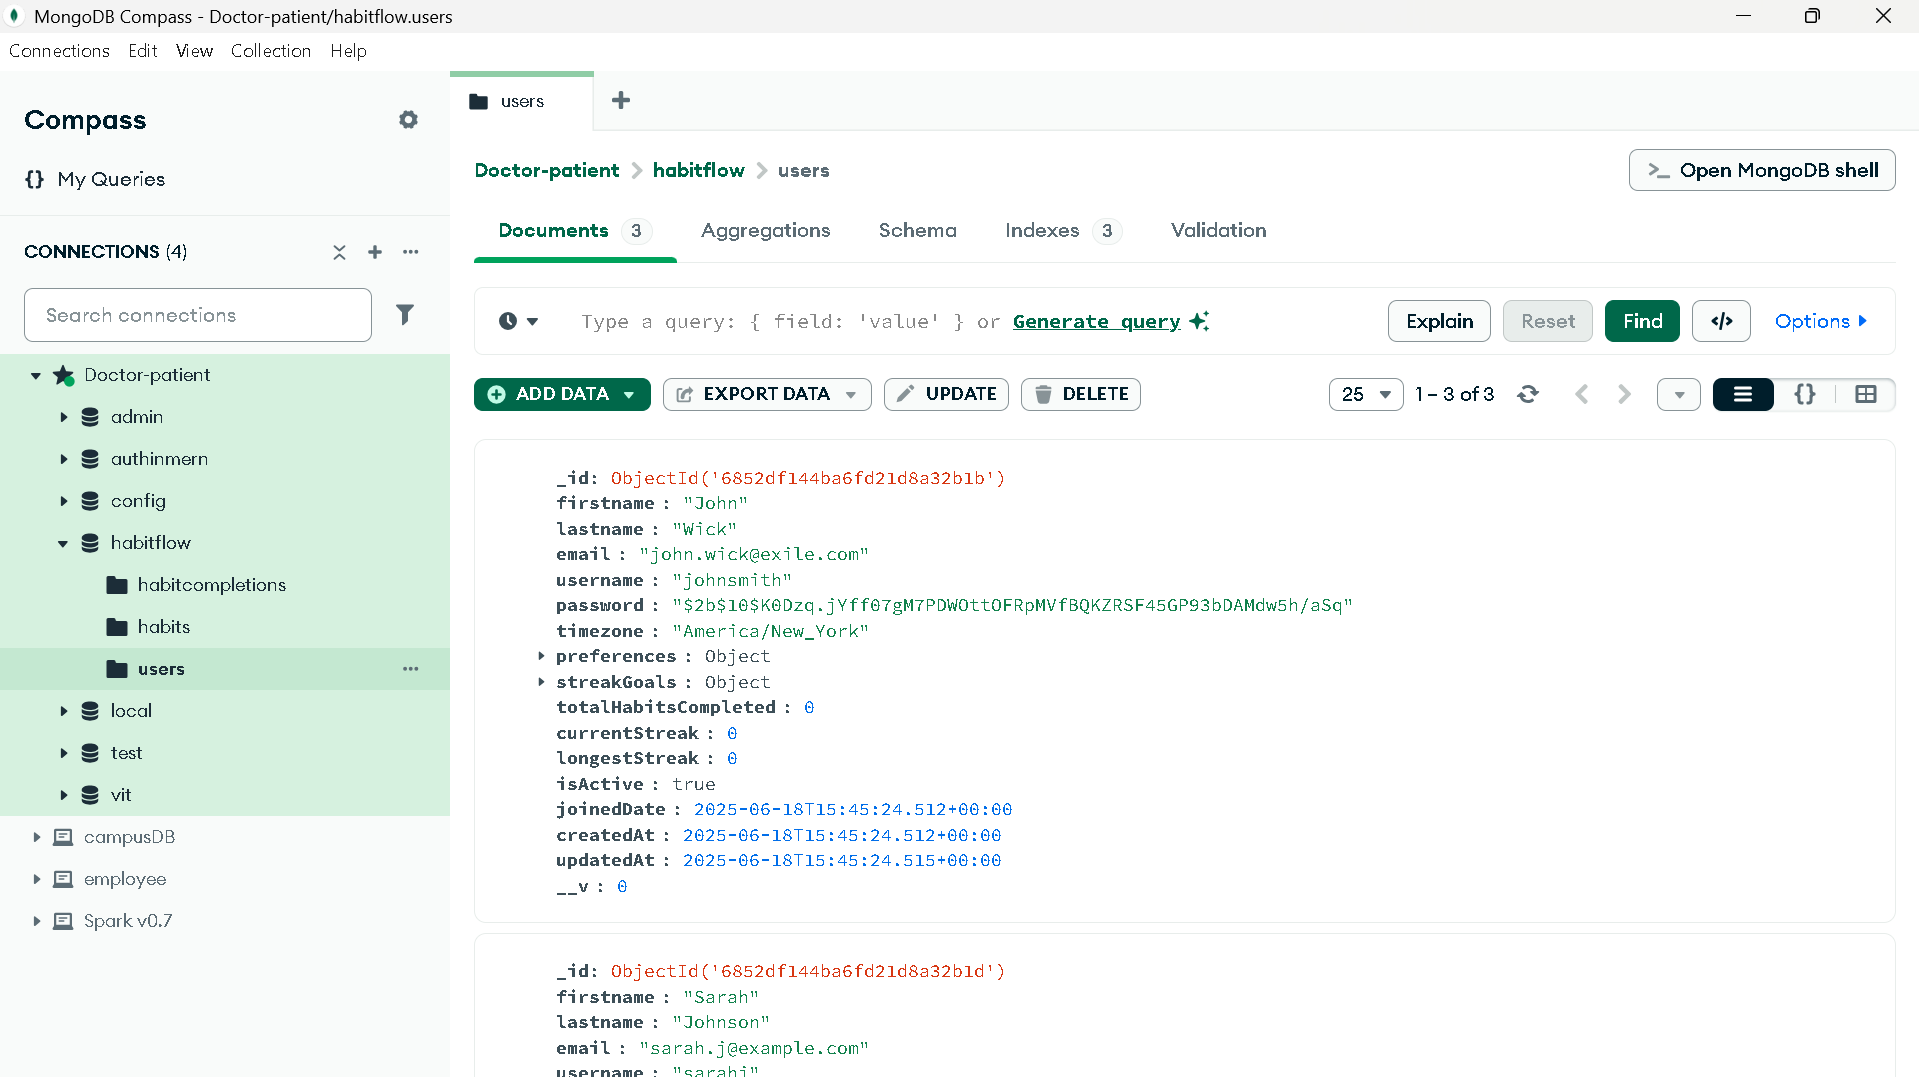 MongoDB Compass - Doctor-patient/habitflow.users
Connections Edit View Collection Help
Compass
{} My Queries
CONNECTIONS (4)
Search connections
Doctor-patient
admin
authinmern
config
habitflow
habitcompletions
habits
users
local
test
vit
campusDB
employee
Spark v0.7
users
Doctor-patient > habitflow > users
>_ Open MongoDB shell
Documents 3 Aggregations Schema Indexes 3 Validation
Type a query: { field: 'value' } or Generate query
Explain Reset Find </> Options
ADD DATA EXPORT DATA UPDATE DELETE
25 1 – 3 of 3 {}
_id: ObjectId('6852df144ba6fd21d8a32b1b')
firstname : "John"
lastname : "Wick"
email : "john.wick@exile.com"
username : "johnsmith"
password : "$2b$10$K0Dzq.jYff07gM7PDWOttOFRpMVfBQKZRSF45GP93bDAMdw5h/aSq"
timezone : "America/New_York"
preferences : Object
streakGoals : Object
totalHabitsCompleted : 0
currentStreak : 0
longestStreak : 0
isActive : true
joinedDate : 2025-06-18T15:45:24.512+00:00
createdAt : 2025-06-18T15:45:24.512+00:00
updatedAt : 2025-06-18T15:45:24.515+00:00
__v : 0
_id: ObjectId('6852df144ba6fd21d8a32b1d')
firstname : "Sarah"
lastname : "Johnson"
email : "sarah.j@example.com"
username : "sarahj"